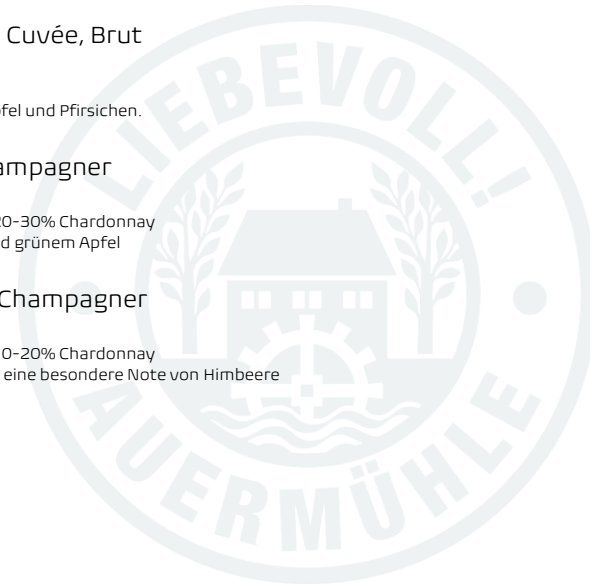 Cuvée, Brut
fel und Pfirsichen.
ampagner
20-30% Chardonnay
d grünem Apfel
Champagner
0-20% Chardonnay
eine besondere Note von Himbeere
LIEBEVOLL!
AUERMÜHLE